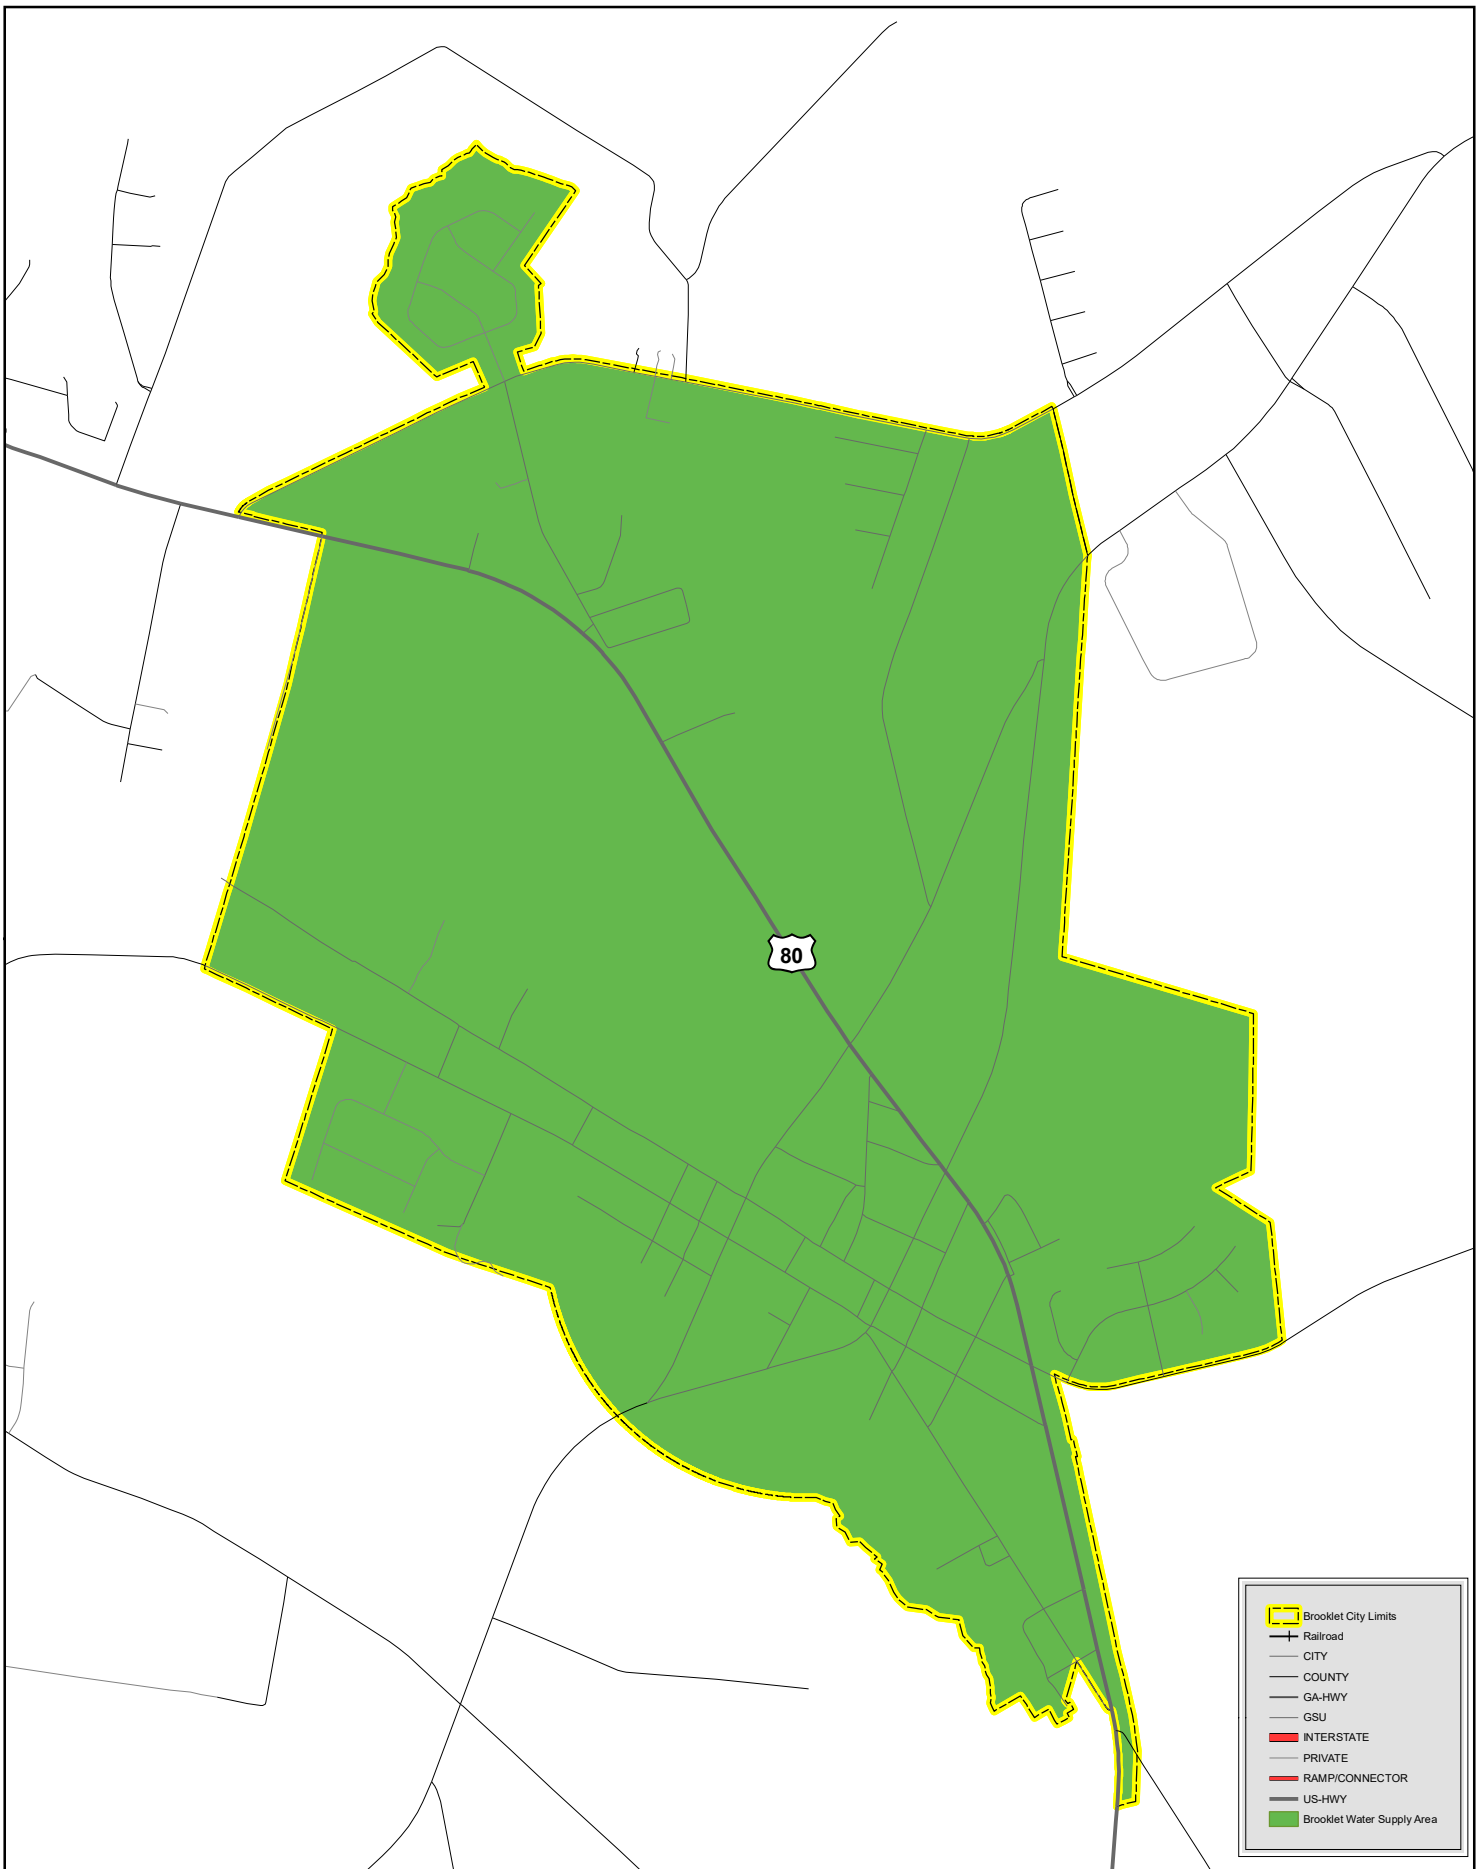 80
Brooklet City Limits
Railroad
CITY
COUNTY
GA-HWY
GSU
INTERSTATE
PRIVATE
RAMP/CONNECTOR
US-HWY
Brooklet Water Supply Area